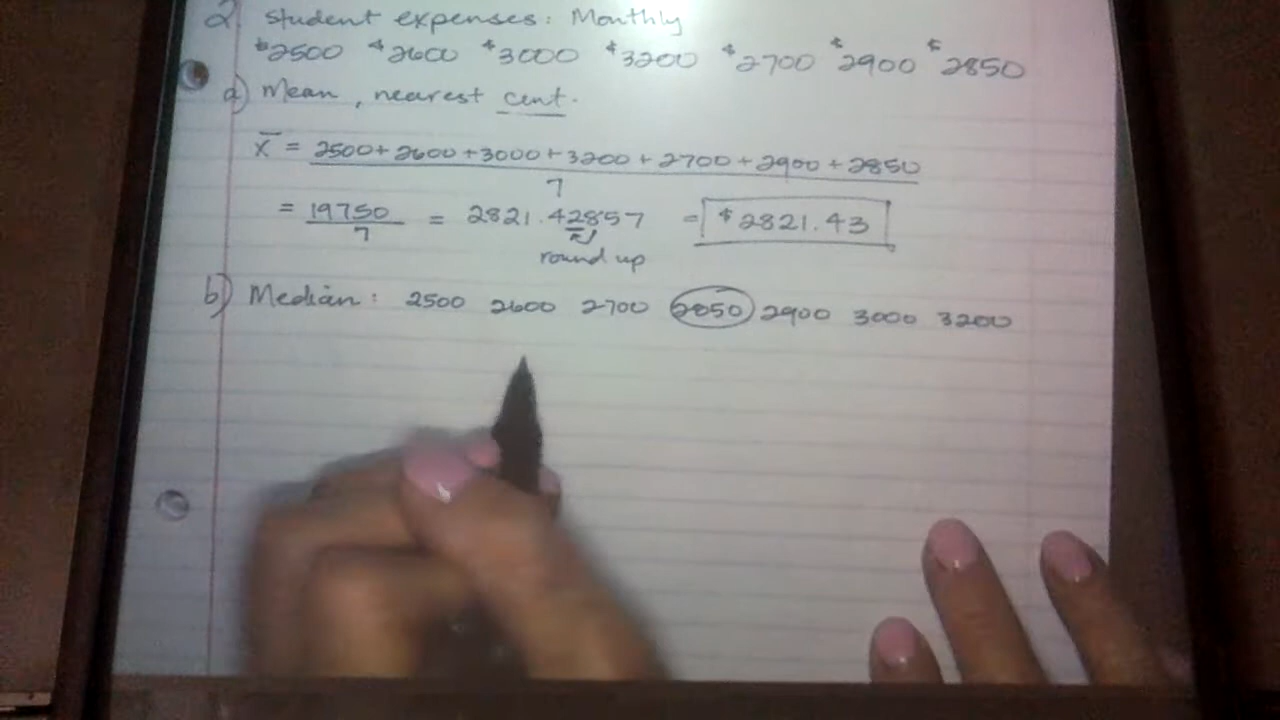 2. Student expenses: Monthly
$2500 $2600 $3000 $3200 $2700 $2900 $2850
a) Mean, nearest cent.
x̄ = 2500+2600+3000+3200+2700+2900+2850
7
= 19750 = 2821.42857 = $2821.43
7
round up
b) Median: 2500 2600 2700 2850 2900 3000 3200